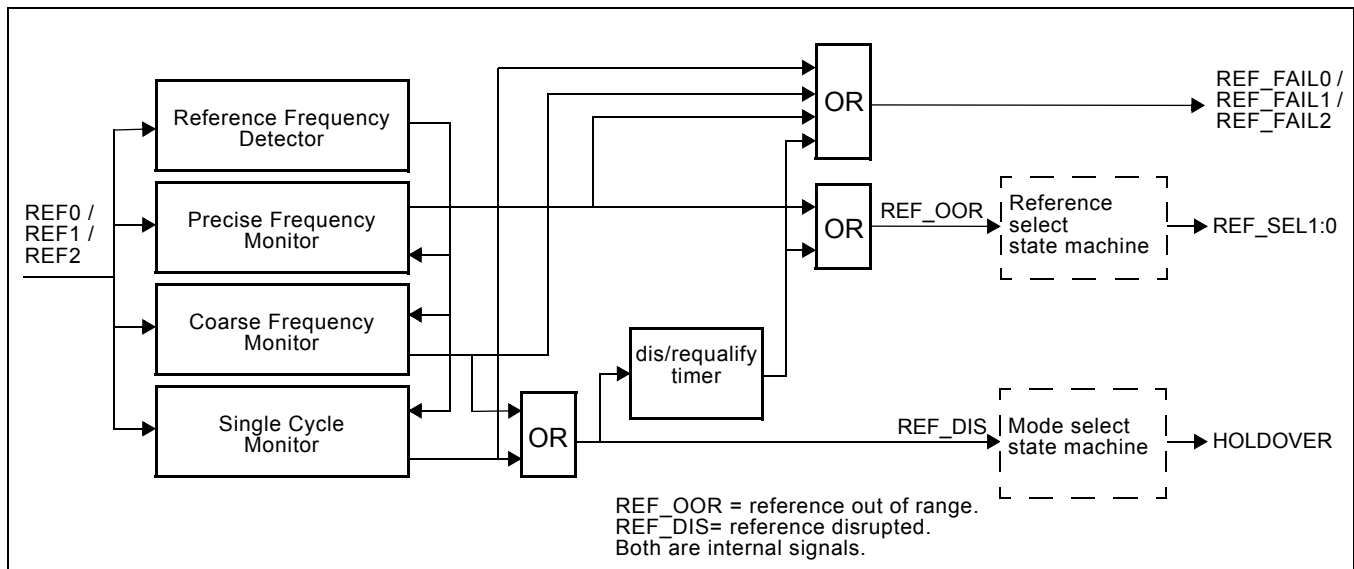 REF0 /
REF1 /
REF2
Reference Frequency
Detector
Precise Frequency
Monitor
Coarse Frequency
Monitor
Single Cycle
Monitor
OR
dis/requalify
timer
OR
OR
REF_FAIL0 /
REF_FAIL1 /
REF_FAIL2
REF_OOR
Reference
select
state machine
REF_SEL1:0
REF_DIS
Mode select
state machine
HOLDOVER
REF_OOR = reference out of range.
REF_DIS= reference disrupted.
Both are internal signals.